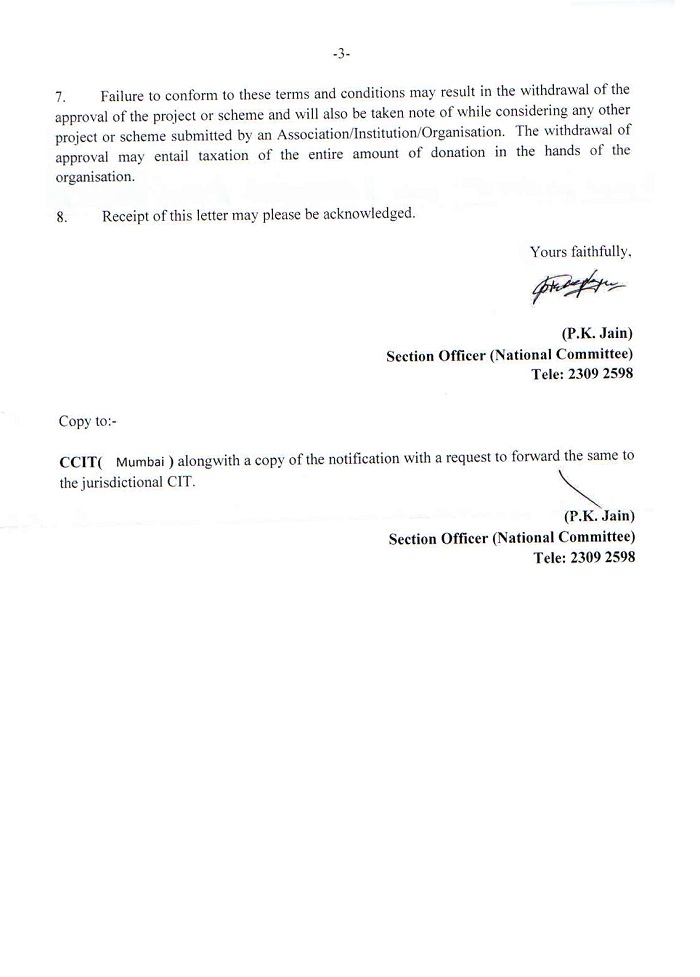 -3-
7. Failure to conform to these terms and conditions may result in the withdrawal of the
approval of the project or scheme and will also be taken note of while considering any other
project or scheme submitted by an Association/Institution/Organisation. The withdrawal of
approval may entail taxation of the entire amount of donation in the hands of the
organisation.
8. Receipt of this letter may please be acknowledged.
Yours faithfully,
(P.K. Jain)
Section Officer (National Committee)
Tele: 2309 2598
Copy to:-
CCIT( Mumbai ) alongwith a copy of the notification with a request to forward the same to
the jurisdictional CIT.
(P.K. Jain)
Section Officer (National Committee)
Tele: 2309 2598